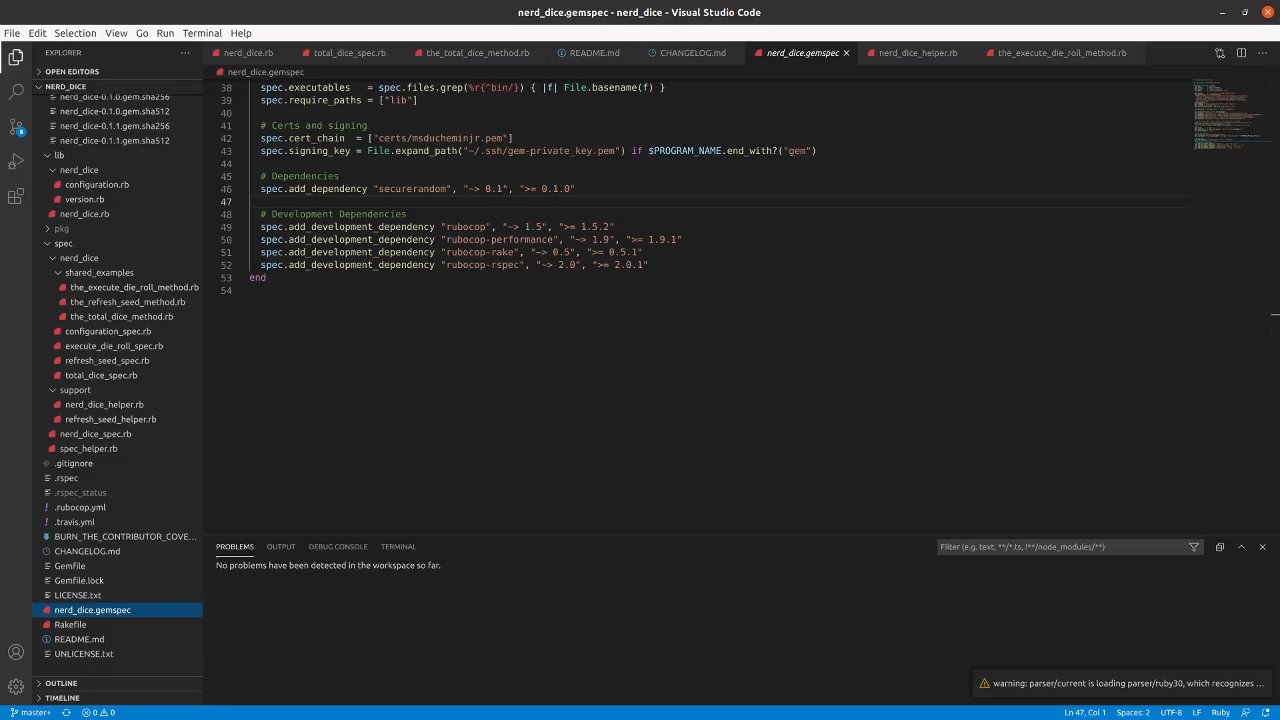 nerd_dice.gemspec - nerd_dice - Visual Studio Code
File Edit Selection View Go Run Terminal Help
EXPLORER
nerd_dice.rb
total_dice_spec.rb
the_total_dice_method.rb
README.md
CHANGELOG.md
nerd_dice.gemspec
nerd_dice_helper.rb
the_execute_die_roll_method.rb
OPEN EDITORS
NERD_DICE
nerd_dice-0.1.0.gem.sha256
nerd_dice-0.1.0.gem.sha512
nerd_dice-0.1.1.gem.sha256
nerd_dice-0.1.1.gem.sha512
lib
nerd_dice
configuration.rb
version.rb
nerd_dice.rb
pkg
spec
nerd_dice
shared_examples
the_execute_die_roll_method.rb
the_refresh_seed_method.rb
the_total_dice_method.rb
configuration_spec.rb
execute_die_roll_spec.rb
refresh_seed_spec.rb
total_dice_spec.rb
support
nerd_dice_helper.rb
refresh_seed_helper.rb
nerd_dice_spec.rb
spec_helper.rb
.gitignore
.rspec
.rspec_status
.rubocop.yml
.travis.yml
BURN_THE_CONTRIBUTOR_COVE...
CHANGELOG.md
Gemfile
Gemfile.lock
LICENSE.txt
nerd_dice.gemspec
Rakefile
README.md
UNLICENSE.txt
OUTLINE
TIMELINE
nerd_dice.gemspec
38 spec.executables   = spec.files.grep(%r{^bin/}) { |f| File.basename(f) }
39 spec.require_paths = ["lib"]
40
41 # Certs and signing
42 spec.cert_chain  = ["certs/msducheminjr.pem"]
43 spec.signing_key = File.expand_path("~/.ssh/gem-private_key.pem") if $PROGRAM_NAME.end_with?("gem")
44
45 # Dependencies
46 spec.add_dependency "securerandom", "~> 0.1", ">= 0.1.0"
47
48 # Development Dependencies
49 spec.add_development_dependency "rubocop", "~> 1.5", ">= 1.5.2"
50 spec.add_development_dependency "rubocop-performance", "~> 1.9", ">= 1.9.1"
51 spec.add_development_dependency "rubocop-rake", "~> 0.5", ">= 0.5.1"
52 spec.add_development_dependency "rubocop-rspec", "~> 2.0", ">= 2.0.1"
53 end
54
PROBLEMS OUTPUT DEBUG CONSOLE TERMINAL
Filter (e.g. text, **/*.ts, !**/node_modules/**)
No problems have been detected in the workspace so far.
warning: parser/current is loading parser/ruby30, which recognizes ...
8
master+
0 0
Ln 47, Col 1
Spaces: 2
UTF-8
LF
Ruby